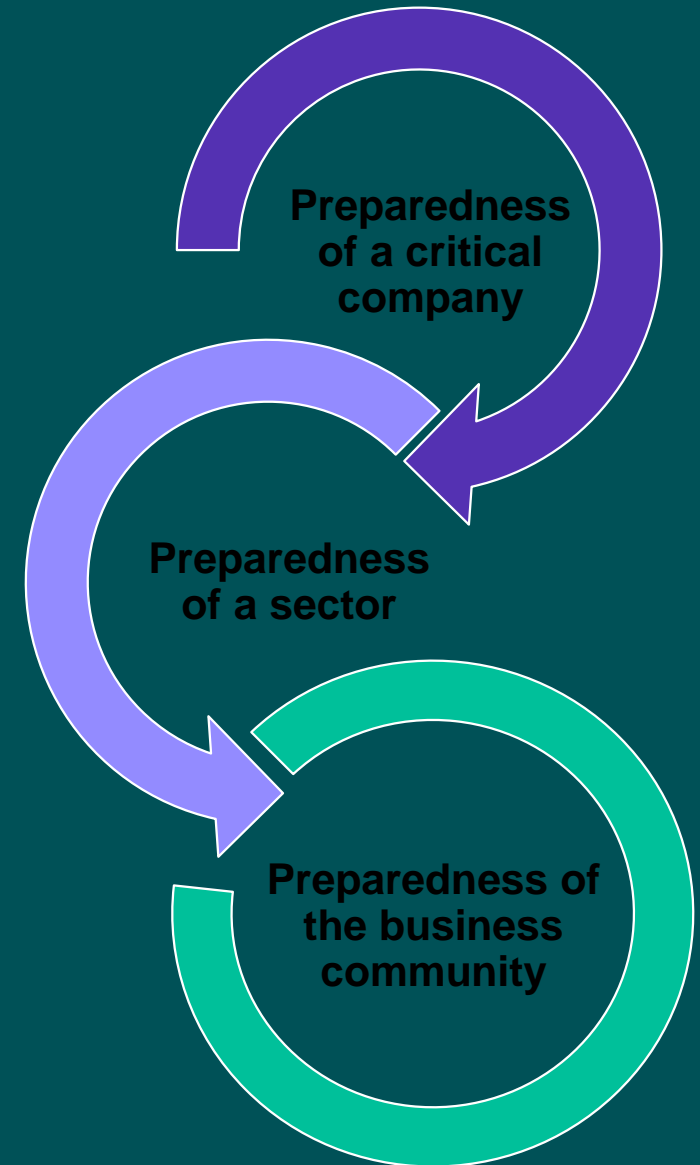 Preparedness
of a critical
company
Preparedness
of a sector
Preparedness of
the business
community